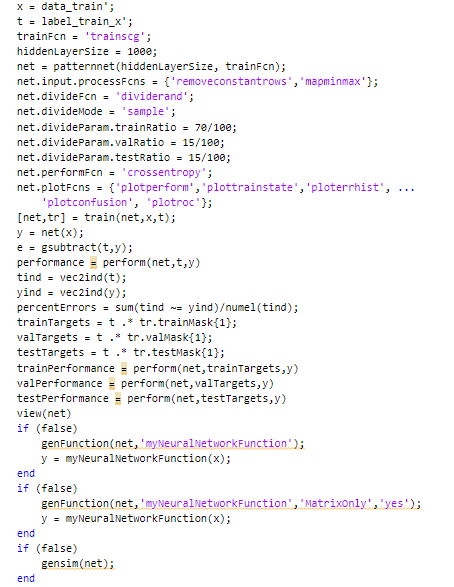 x = data_train';
t = label_train_x';
trainFcn = 'trainscg';
hiddenLayerSize = 1000;
net = patternnet(hiddenLayerSize, trainFcn);
net.input.processFcns = {'removeconstantrows','mapminmax'};
net.divideFcn = 'dividerand';
net.divideMode = 'sample';
net.divideParam.trainRatio = 70/100;
net.divideParam.valRatio = 15/100;
net.divideParam.testRatio = 15/100;
net.performFcn = 'crossentropy';
net.plotFcns = {'plotperform','plottrainstate','ploterrhist', ...
'plotconfusion', 'plotroc'};
[net,tr] = train(net,x,t);
y = net(x);
e = gsubtract(t,y);
performance = perform(net,t,y)
tind = vec2ind(t);
yind = vec2ind(y);
percentErrors = sum(tind ~= yind)/numel(tind);
trainTargets = t .* tr.trainMask{1};
valTargets = t .* tr.valMask{1};
testTargets = t .* tr.testMask{1};
trainPerformance = perform(net,trainTargets,y)
valPerformance = perform(net,valTargets,y)
testPerformance = perform(net,testTargets,y)
view(net)
if (false)
genFunction(net,'myNeuralNetworkFunction');
y = myNeuralNetworkFunction(x);
end
if (false)
genFunction(net,'myNeuralNetworkFunction','MatrixOnly','yes');
y = myNeuralNetworkFunction(x);
end
if (false)
gensim(net);
end